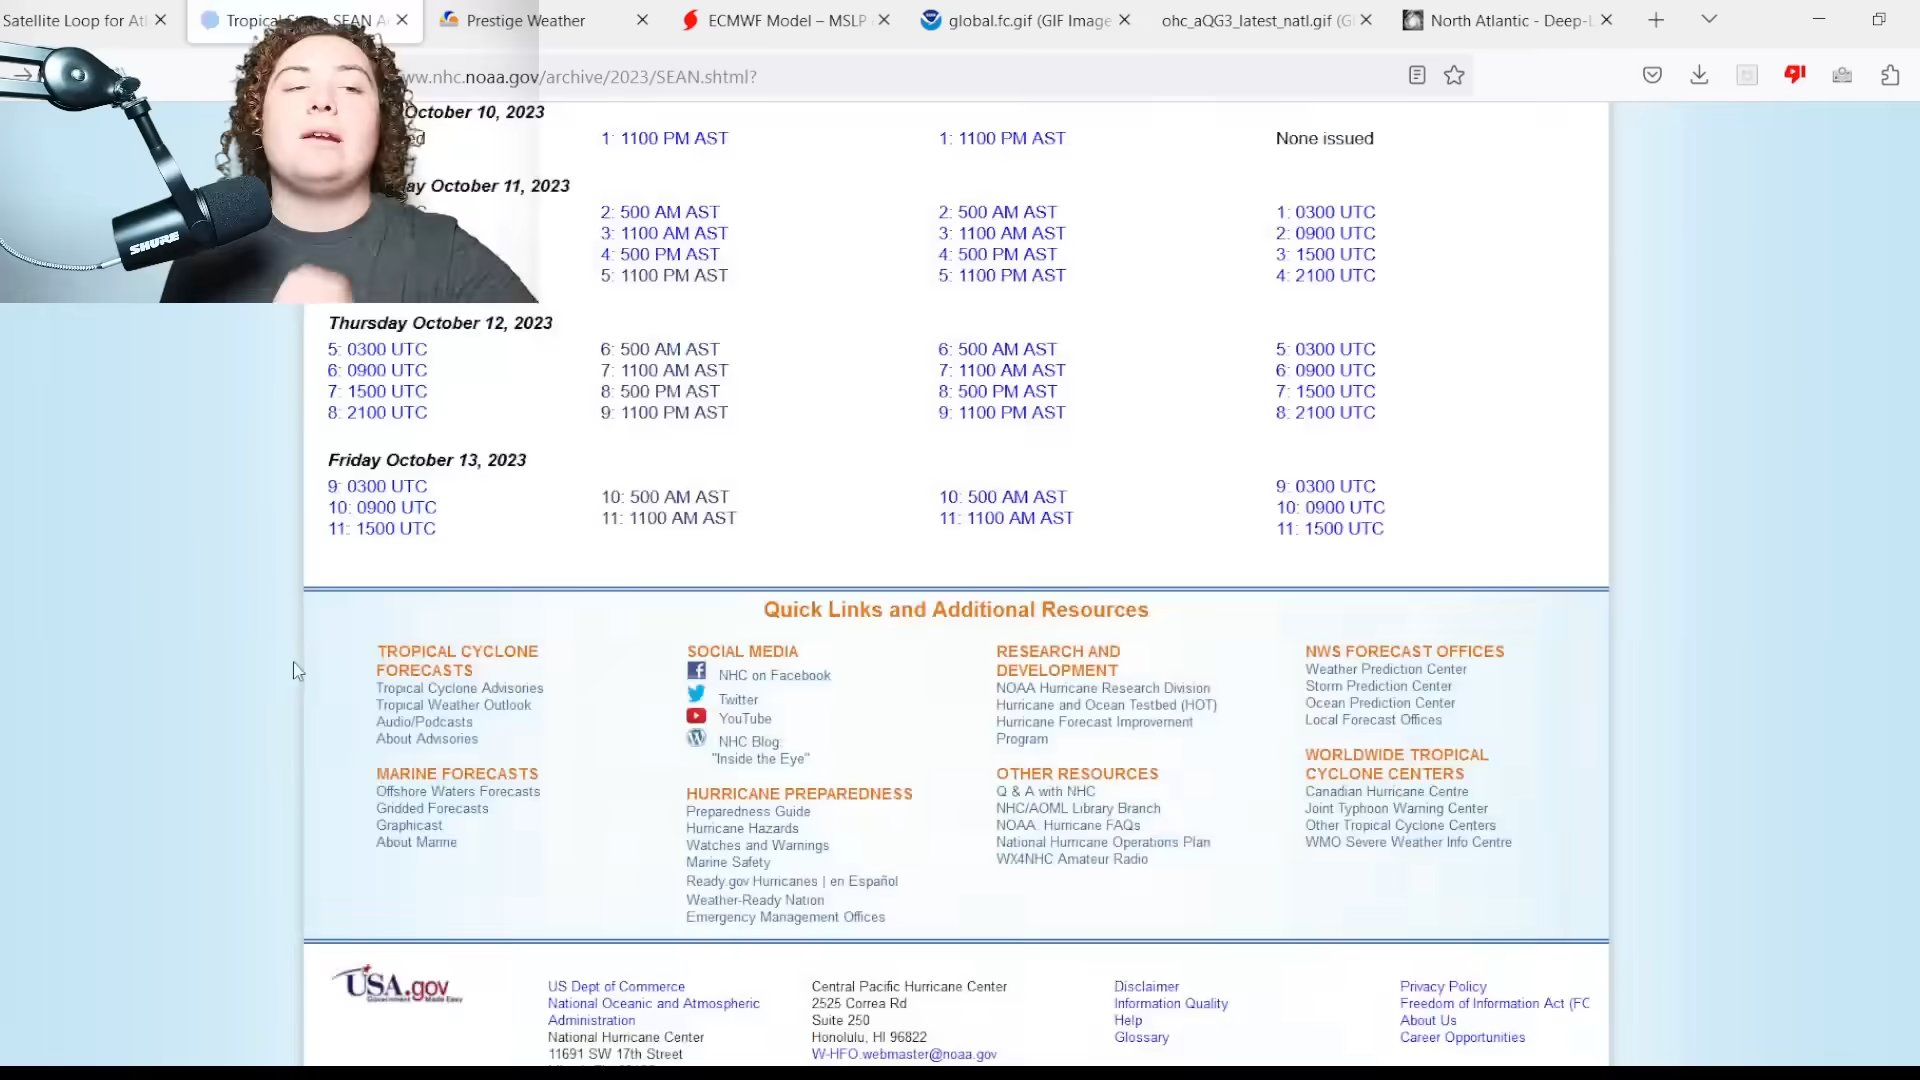 Satellite Loop for Atl
Tropical Storm SEAN A
Prestige Weather
ECMWF Model – MSLP
global.fc.gif (GIF Image
ohc_aQG3_latest_natl.gif (GI
North Atlantic - Deep-L
w.nhc.noaa.gov/archive/2023/SEAN.shtml?
October 10, 2023
1: 1100 PM AST
1: 1100 PM AST
None issued
ay October 11, 2023
2: 500 AM AST
2: 500 AM AST
1: 0300 UTC
3: 1100 AM AST
3: 1100 AM AST
2: 0900 UTC
4: 500 PM AST
4: 500 PM AST
3: 1500 UTC
5: 1100 PM AST
5: 1100 PM AST
4: 2100 UTC
SHURE
Thursday October 12, 2023
5: 0300 UTC
6: 500 AM AST
6: 500 AM AST
5: 0300 UTC
6: 0900 UTC
7: 1100 AM AST
7: 1100 AM AST
6: 0900 UTC
7: 1500 UTC
8: 500 PM AST
8: 500 PM AST
7: 1500 UTC
8: 2100 UTC
9: 1100 PM AST
9: 1100 PM AST
8: 2100 UTC
Friday October 13, 2023
9: 0300 UTC
10: 500 AM AST
10: 500 AM AST
9: 0300 UTC
10: 0900 UTC
11: 1100 AM AST
11: 1100 AM AST
10: 0900 UTC
11: 1500 UTC
11: 1500 UTC
Quick Links and Additional Resources
TROPICAL CYCLONE
FORECASTS
Tropical Cyclone Advisories
Tropical Weather Outlook
Audio/Podcasts
About Advisories
MARINE FORECASTS
Offshore Waters Forecasts
Gridded Forecasts
Graphicast
About Marine
SOCIAL MEDIA
NHC on Facebook
Twitter
YouTube
NHC Blog:
"Inside the Eye"
HURRICANE PREPAREDNESS
Preparedness Guide
Hurricane Hazards
Watches and Warnings
Marine Safety
Ready.gov Hurricanes | en Español
Weather-Ready Nation
Emergency Management Offices
RESEARCH AND
DEVELOPMENT
NOAA Hurricane Research Division
Hurricane and Ocean Testbed (HOT)
Hurricane Forecast Improvement
Program
OTHER RESOURCES
Q & A with NHC
NHC/AOML Library Branch
NOAA: Hurricane FAQs
National Hurricane Operations Plan
WX4NHC Amateur Radio
NWS FORECAST OFFICES
Weather Prediction Center
Storm Prediction Center
Ocean Prediction Center
Local Forecast Offices
WORLDWIDE TROPICAL
CYCLONE CENTERS
Canadian Hurricane Centre
Joint Typhoon Warning Center
Other Tropical Cyclone Centers
WMO Severe Weather Info Centre
USA.gov
Government Made Easy
US Dept of Commerce
National Oceanic and Atmospheric
Administration
National Hurricane Center
11691 SW 17th Street
Central Pacific Hurricane Center
2525 Correa Rd
Suite 250
Honolulu, HI 96822
W-HFO.webmaster@noaa.gov
Disclaimer
Information Quality
Help
Glossary
Privacy Policy
Freedom of Information Act (FO
About Us
Career Opportunities